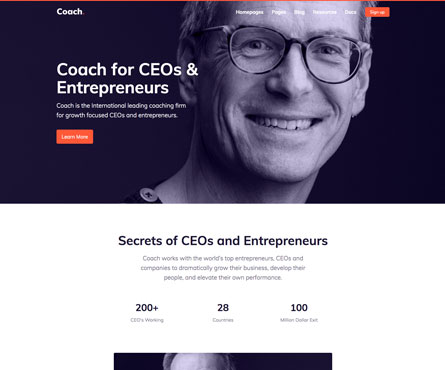 Coach
Homepages Pages Blog Resources Docs Sign up
Coach for CEOs &
Entrepreneurs
Coach is the International leading coaching firm
for growth focused CEOs and entrepreneurs.
Learn More
Secrets of CEOs and Entrepreneurs
Coach works with the world's top entrepreneurs, CEOs and
companies to dramatically grow their business, develop their
people, and elevate their own performance.
200+ 28 100
CEO's Working Countries Million Dollar Exit